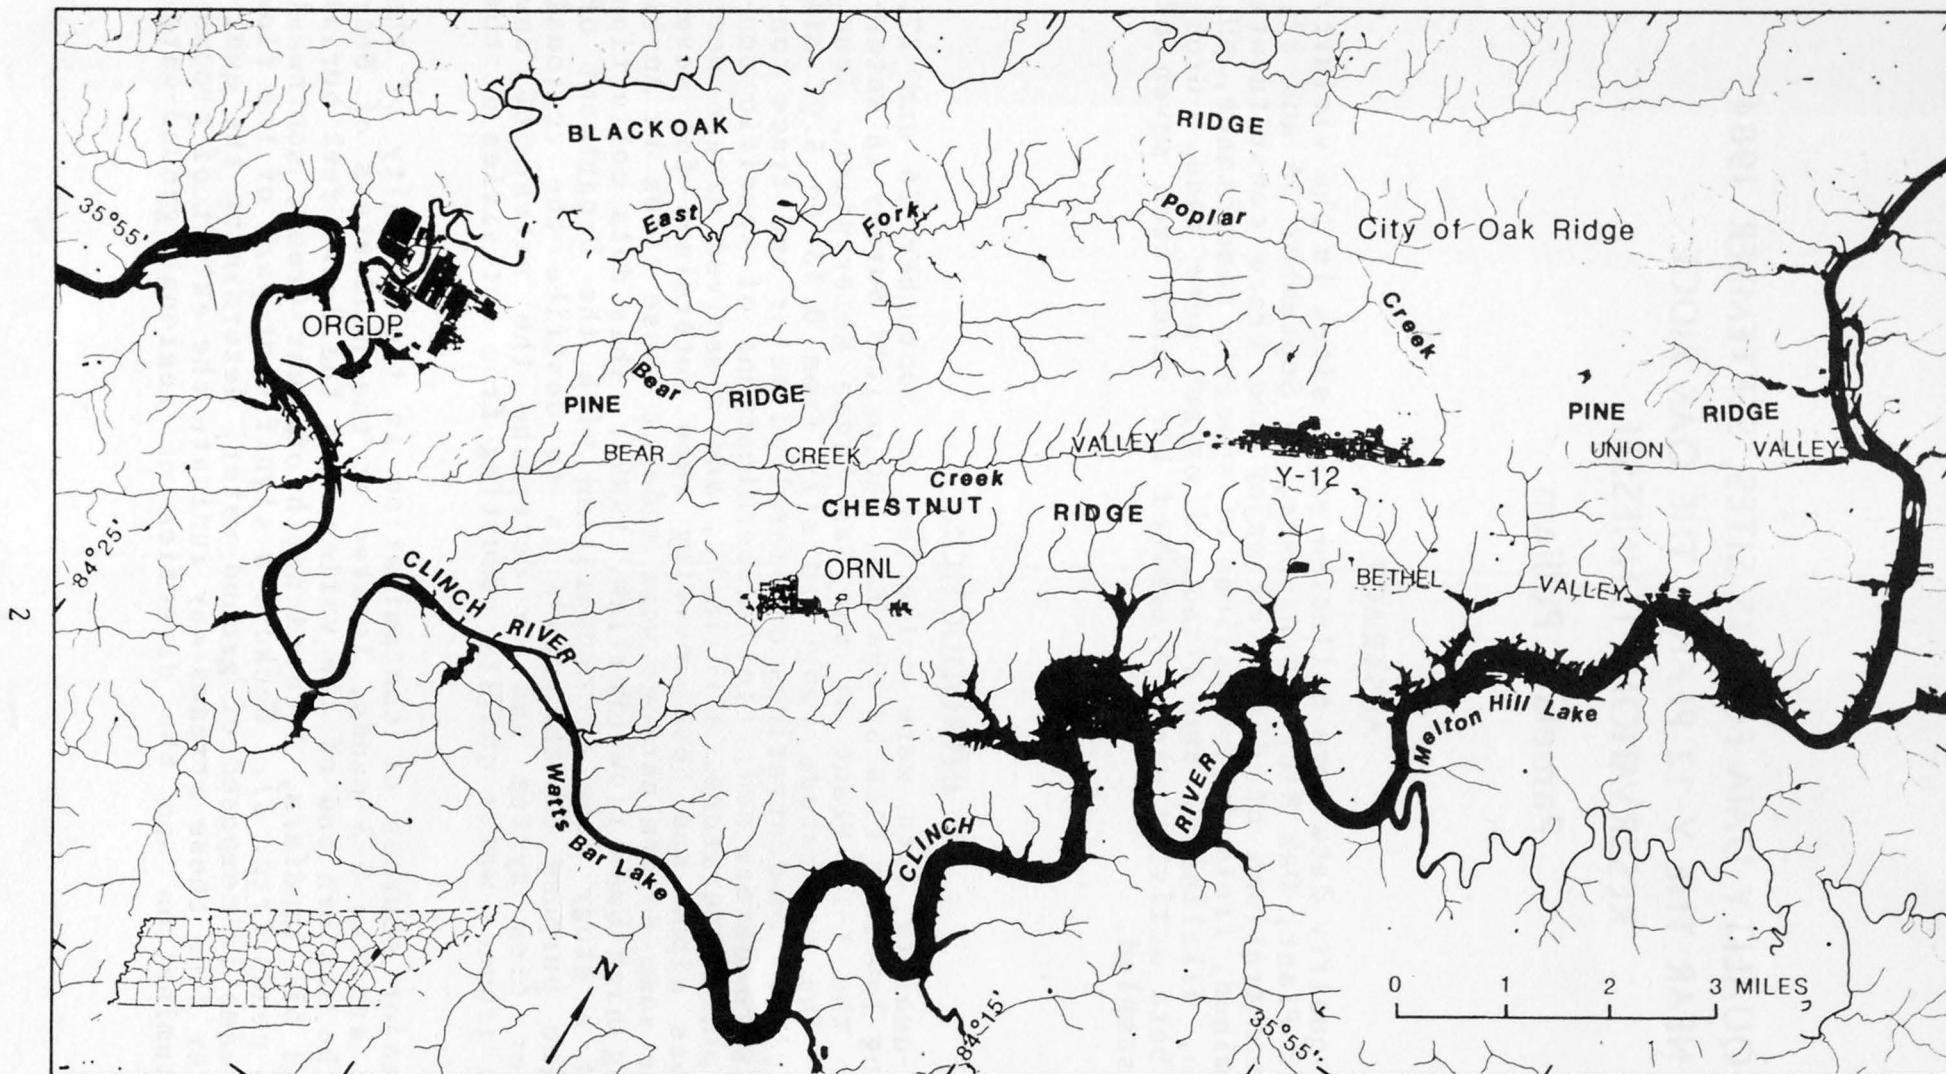 BLACKOAK RIDGE
35°55'
East Fork Poplar Creek
City of Oak Ridge
ORGDP
Bear
PINE RIDGE
PINE RIDGE
BEAR CREEK VALLEY
UNION VALLEY
Creek
Y-12
CHESTNUT RIDGE
84°25'
CLINCH RIVER
ORNL
BETHEL VALLEY
2
Melton Hill Lake
Watts Bar Lake
CLINCH RIVER
N
0 1 2 3 MILES
84°15'
35°55'